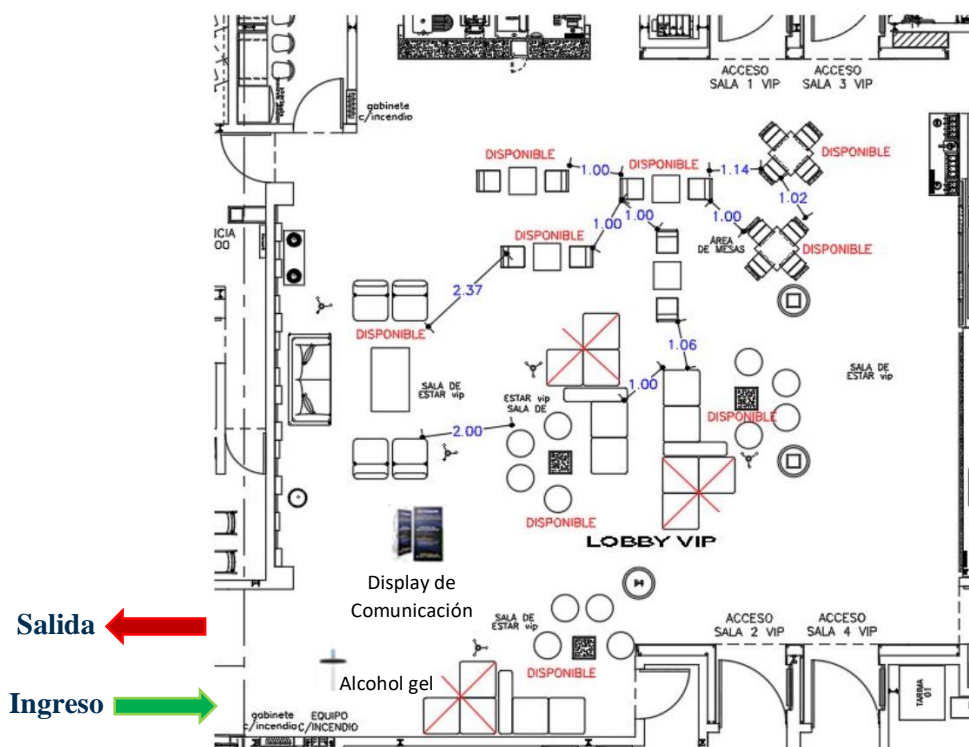 gabinete
c/incendio
ACCESO
SALA 1 VIP
ACCESO
SALA 3 VIP
DISPONIBLE
1.00
DISPONIBLE
1.14
DISPONIBLE
1.02
1.00
1.00
1.00
ÁREA
DE MESAS
DISPONIBLE
DISPONIBLE
2.37
DISPONIBLE
1.06
1.00
SALA DE
ESTAR vip
ESTAR vip
SALA DE
SALA DE
ESTAR vip
DISPONIBLE
2.00
DISPONIBLE
LOBBY VIP
Display de
Comunicación
SALA DE
ESTAR vip
DISPONIBLE
ACCESO
SALA 2 VIP
ACCESO
SALA 4 VIP
Salida
Alcohol gel
Ingreso
gabinete
c/incendio
EQUIPO
C/INCENDIO
TARIMA
01